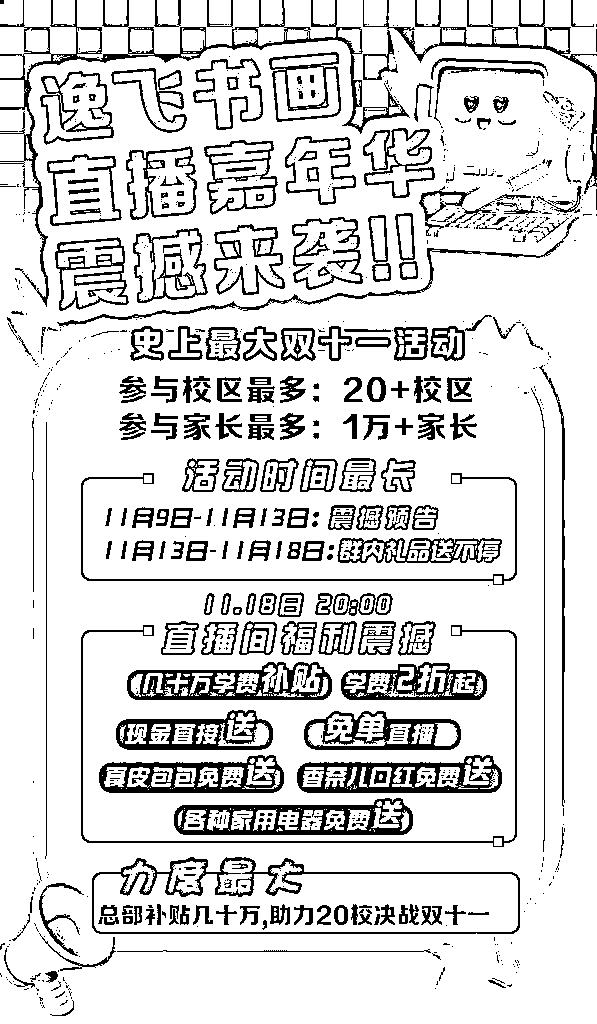 逸飞书画
直播嘉年华
震撼来袭!!
史上最大双十一活动
参与校区最多：20+校区
参与家长最多：1万+家长
活动时间最长
11月9日-11月13日：震撼预告
11月13日-11月18日：群内礼品送不停
11.18日 20:00
直播间福利震撼
几十万学费补贴 学费2折起
现金直接送 免单直播
真皮包包免费送 香奈儿口红免费送
各种家用电器免费送
力度最大
总部补贴几十万,助力20校决战双十一